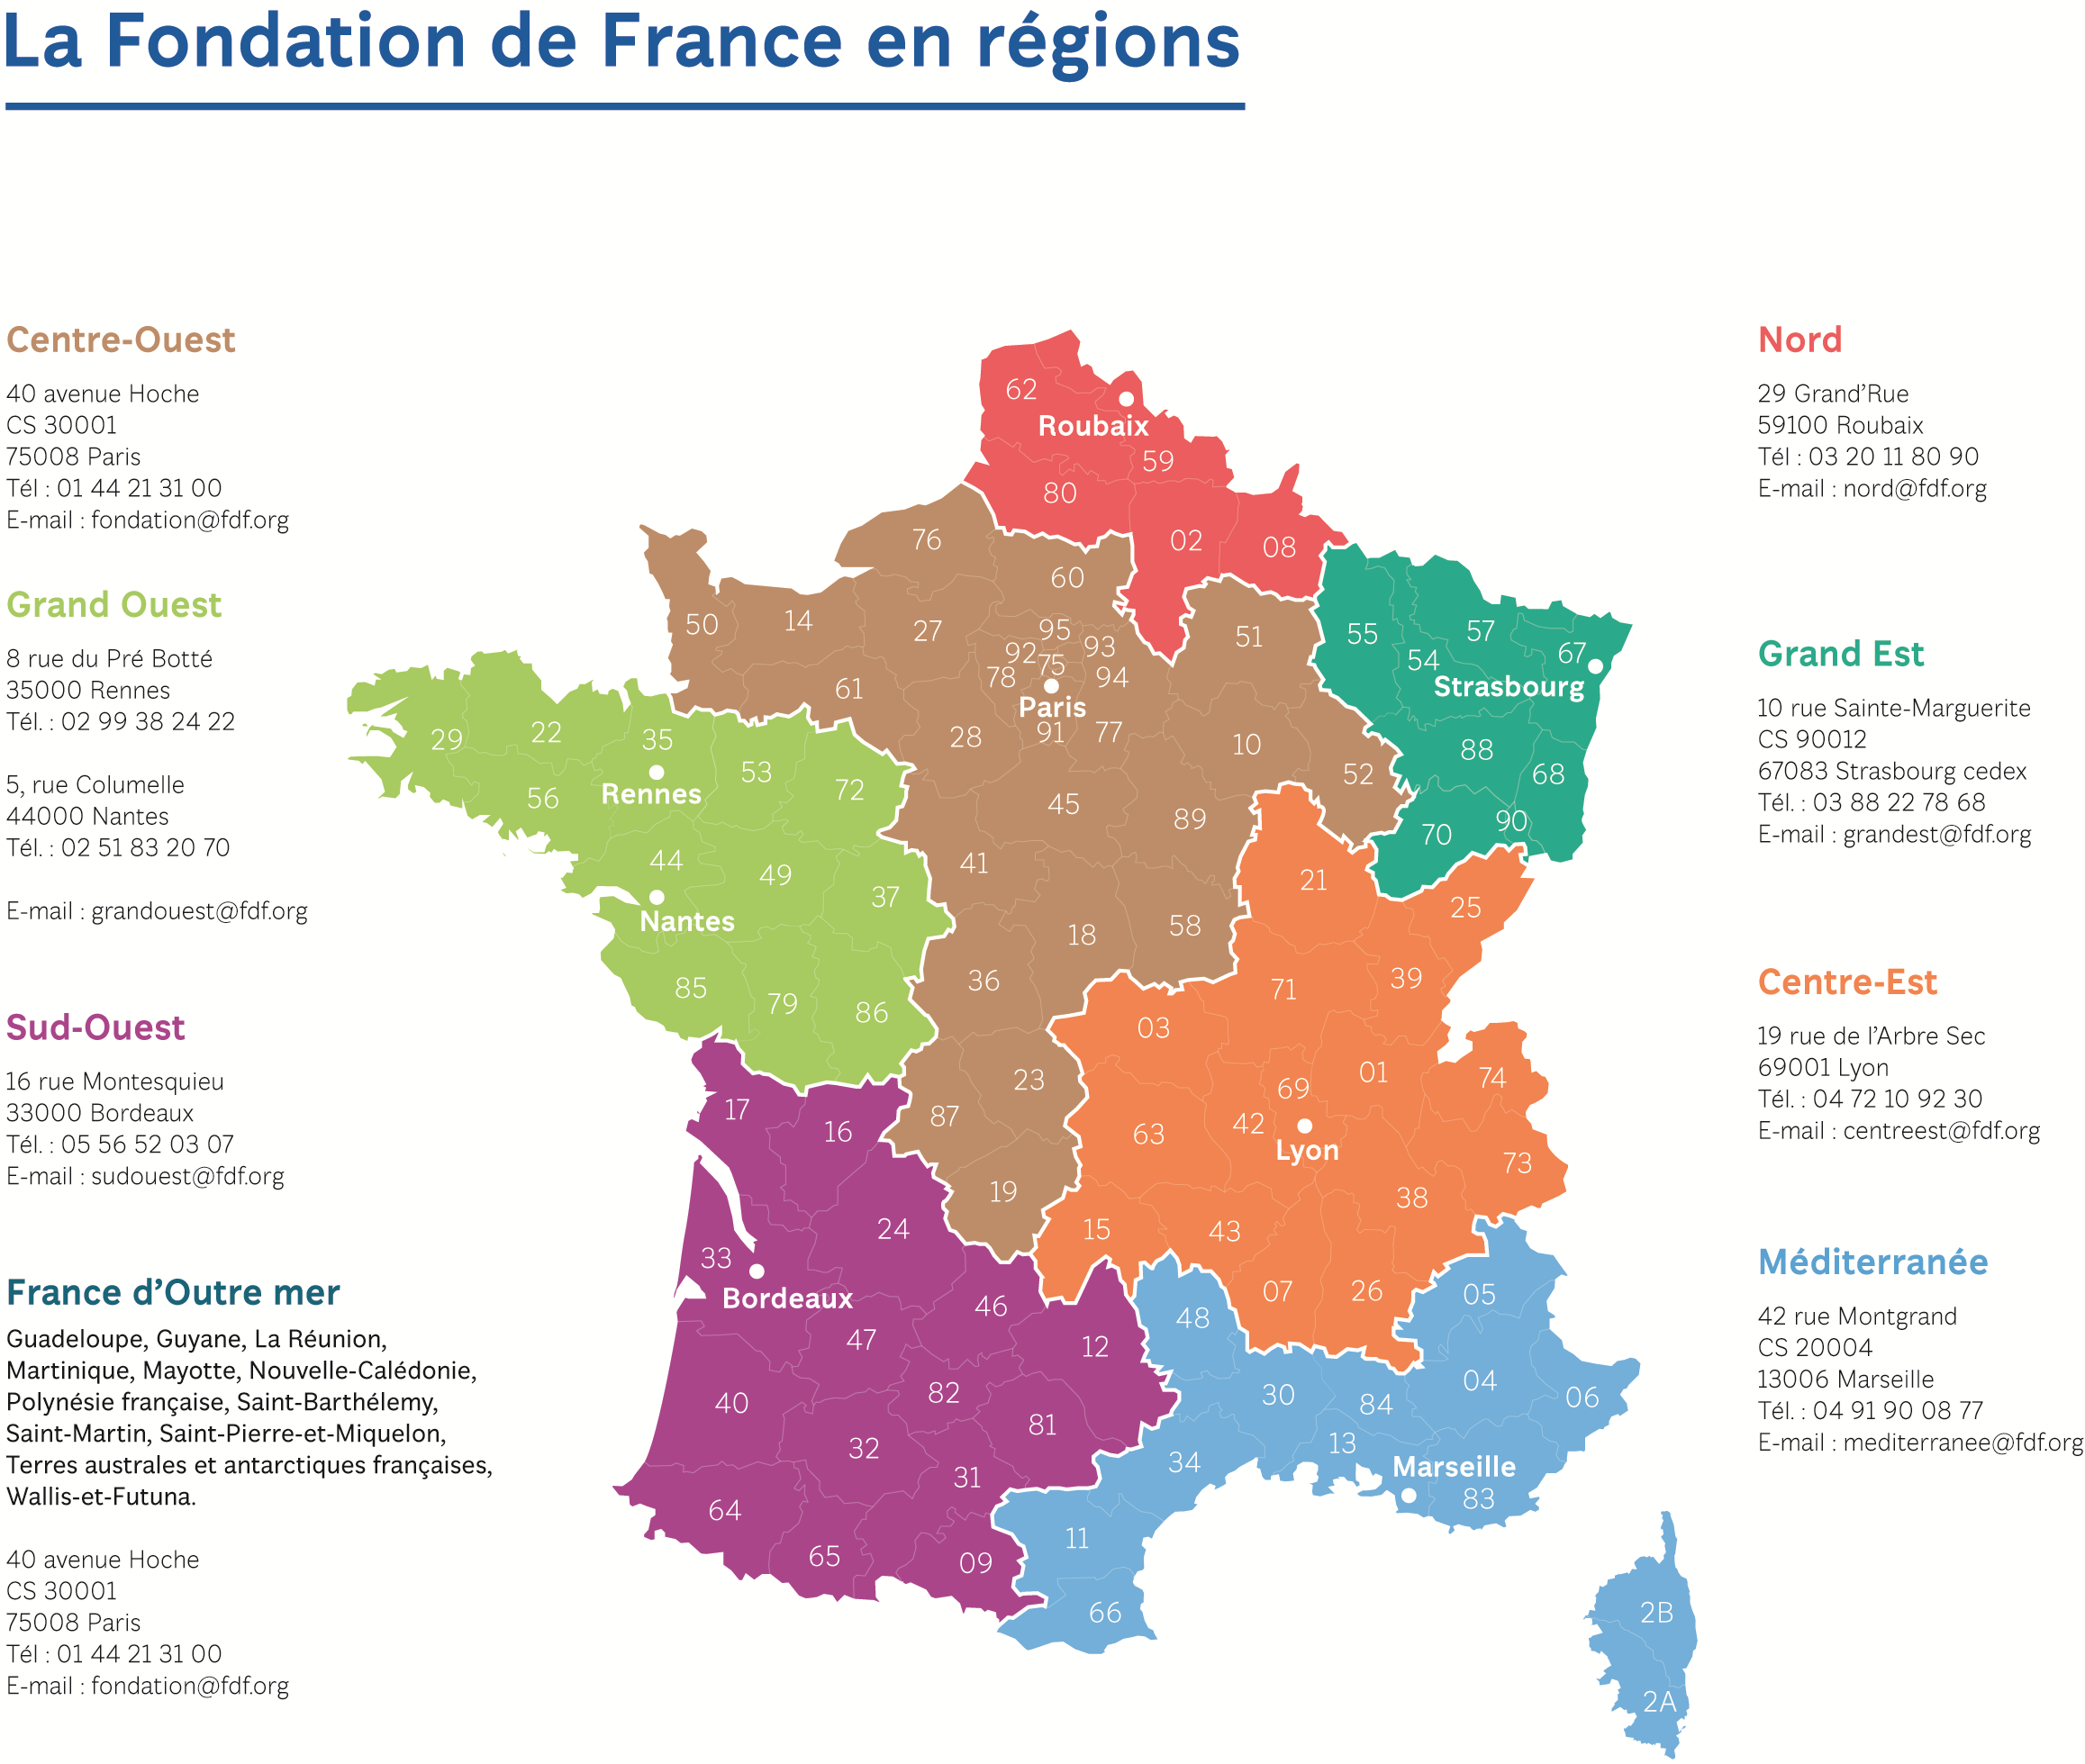 La Fondation de France en régions
Centre-Ouest
40 avenue Hoche
CS 30001
75008 Paris
Tél : 01 44 21 31 00
E-mail : fondation@fdf.org
Grand Ouest
8 rue du Pré Botté
35000 Rennes
Tél. : 02 99 38 24 22
5, rue Columelle
44000 Nantes
Tél. : 02 51 83 20 70
E-mail : grandouest@fdf.org
Sud-Ouest
16 rue Montesquieu
33000 Bordeaux
Tél. : 05 56 52 03 07
E-mail : sudouest@fdf.org
France d’Outre mer
Guadeloupe, Guyane, La Réunion,
Martinique, Mayotte, Nouvelle-Calédonie,
Polynésie française, Saint-Barthélemy,
Saint-Martin, Saint-Pierre-et-Miquelon,
Terres australes et antarctiques françaises,
Wallis-et-Futuna.
40 avenue Hoche
CS 30001
75008 Paris
Tél : 01 44 21 31 00
E-mail : fondation@fdf.org
62
Roubaix
59
80
02
08
76
60
50
14
27
95
93
92
75
78
94
Paris
91
77
61
28
51
10
52
45
89
41
18
58
36
23
87
19
55
54
57
67
Strasbourg
88
68
70
90
29
22
35
Rennes
56
53
72
44
Nantes
49
37
85
79
86
21
25
71
39
03
01
69
74
63
42
Lyon
73
38
15
43
07
26
17
16
24
33
Bordeaux
46
47
12
40
82
81
32
31
64
65
09
48
05
30
84
04
06
13
Marseille
83
34
11
66
2B
2A
Nord
29 Grand’Rue
59100 Roubaix
Tél : 03 20 11 80 90
E-mail : nord@fdf.org
Grand Est
10 rue Sainte-Marguerite
CS 90012
67083 Strasbourg cedex
Tél. : 03 88 22 78 68
E-mail : grandest@fdf.org
Centre-Est
19 rue de l’Arbre Sec
69001 Lyon
Tél. : 04 72 10 92 30
E-mail : centreest@fdf.org
Méditerranée
42 rue Montgrand
CS 20004
13006 Marseille
Tél. : 04 91 90 08 77
E-mail : mediterranee@fdf.org